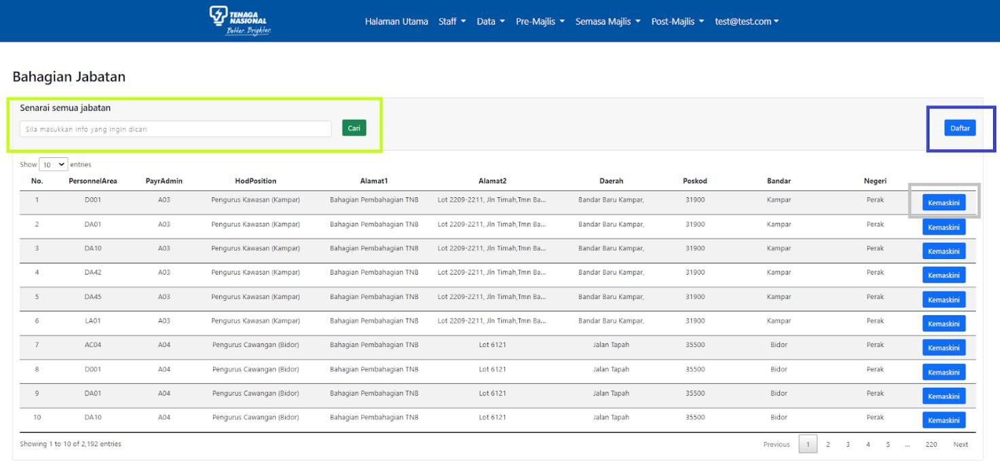 TENAGA
NASIONAL
Better. Brighter.
Halaman Utama Staff Data Pre-Majlis Semasa Majlis Post-Majlis test@test.com
Bahagian Jabatan
Senarai semua jabatan
Sila masukkan info yang ingin dicari Cari Daftar
Show 10 entries
No. PersonnelArea PayrAdmin HodPosition Alamat1 Alamat2 Daerah Poskod Bandar Negeri
1 D001 A03 Pengurus Kawasan (Kampar) Bahagian Pembahagian TNB Lot 2209-2211, Jln Timah,Tmn Ba... Bandar Baru Kampar, 31900 Kampar Perak Kemaskini
2 DA01 A03 Pengurus Kawasan (Kampar) Bahagian Pembahagian TNB Lot 2209-2211, Jln Timah,Tmn Ba... Bandar Baru Kampar, 31900 Kampar Perak Kemaskini
3 DA10 A03 Pengurus Kawasan (Kampar) Bahagian Pembahagian TNB Lot 2209-2211, Jln Timah,Tmn Ba... Bandar Baru Kampar, 31900 Kampar Perak Kemaskini
4 DA42 A03 Pengurus Kawasan (Kampar) Bahagian Pembahagian TNB Lot 2209-2211, Jln Timah,Tmn Ba... Bandar Baru Kampar, 31900 Kampar Perak Kemaskini
5 DA45 A03 Pengurus Kawasan (Kampar) Bahagian Pembahagian TNB Lot 2209-2211, Jln Timah,Tmn Ba... Bandar Baru Kampar, 31900 Kampar Perak Kemaskini
6 LA01 A03 Pengurus Kawasan (Kampar) Bahagian Pembahagian TNB Lot 2209-2211, Jln Timah,Tmn Ba... Bandar Baru Kampar, 31900 Kampar Perak Kemaskini
7 AC04 A04 Pengurus Cawangan (Bidor) Bahagian Pembahagian TNB Lot 6121 Jalan Tapah 35500 Bidor Perak Kemaskini
8 D001 A04 Pengurus Cawangan (Bidor) Bahagian Pembahagian TNB Lot 6121 Jalan Tapah 35500 Bidor Perak Kemaskini
9 DA01 A04 Pengurus Cawangan (Bidor) Bahagian Pembahagian TNB Lot 6121 Jalan Tapah 35500 Bidor Perak Kemaskini
10 DA10 A04 Pengurus Cawangan (Bidor) Bahagian Pembahagian TNB Lot 6121 Jalan Tapah 35500 Bidor Perak Kemaskini
Showing 1 to 10 of 2,192 entries Previous 1 2 3 4 5 ... 220 Next